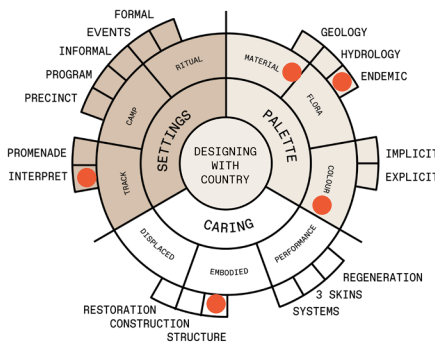 FORMAL
EVENTS
INFORMAL
PROGRAM
PRECINCT
PROMENADE
INTERPRET
GEOLOGY
HYDROLOGY
ENDEMIC
IMPLICIT
EXPLICIT
REGENERATION
3 SKINS
SYSTEMS
RESTORATION
CONSTRUCTION
STRUCTURE
RITUAL
CAMP
TRACK
MATERIAL
FLORA
COLOUR
PERFORMANCE
EMBODIED
DISPLACED
SETTINGS
PALETTE
CARING
DESIGNING
WITH
COUNTRY